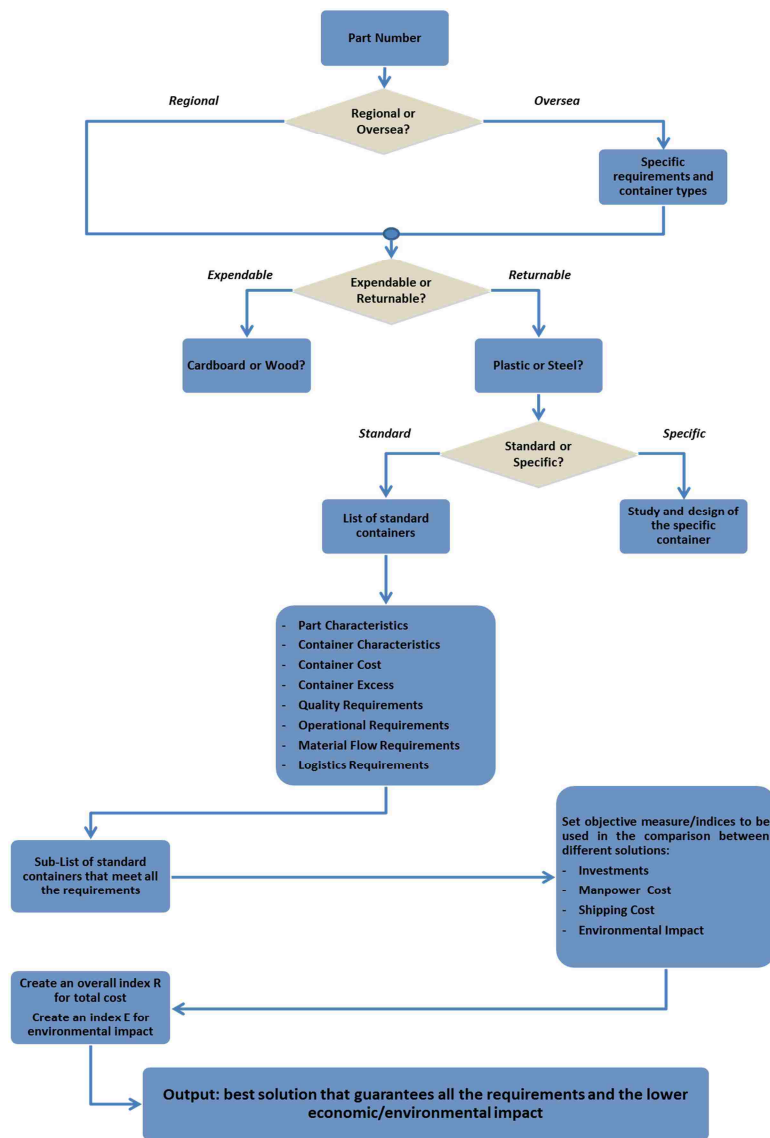 Part Number
Regional
Oversea
Regional or
Oversea?
Specific
requirements and
container types
Expendable
Returnable
Expendable or
Returnable?
Cardboard or Wood?
Plastic or Steel?
Standard
Specific
Standard or
Specific?
List of standard
containers
Study and design of
the specific
container
- Part Characteristics
- Container Characteristics
- Container Cost
- Container Excess
- Quality Requirements
- Operational Requirements
- Material Flow Requirements
- Logistics Requirements
Sub-List of standard
containers that meet all
the requirements
Set objective measure/indices to be
used in the comparison between
different solutions:
- Investments
- Manpower Cost
- Shipping Cost
- Environmental Impact
Create an overall index R
for total cost
Create an index E for
environmental impact
Output: best solution that guarantees all the requirements and the lower
economic/environmental impact